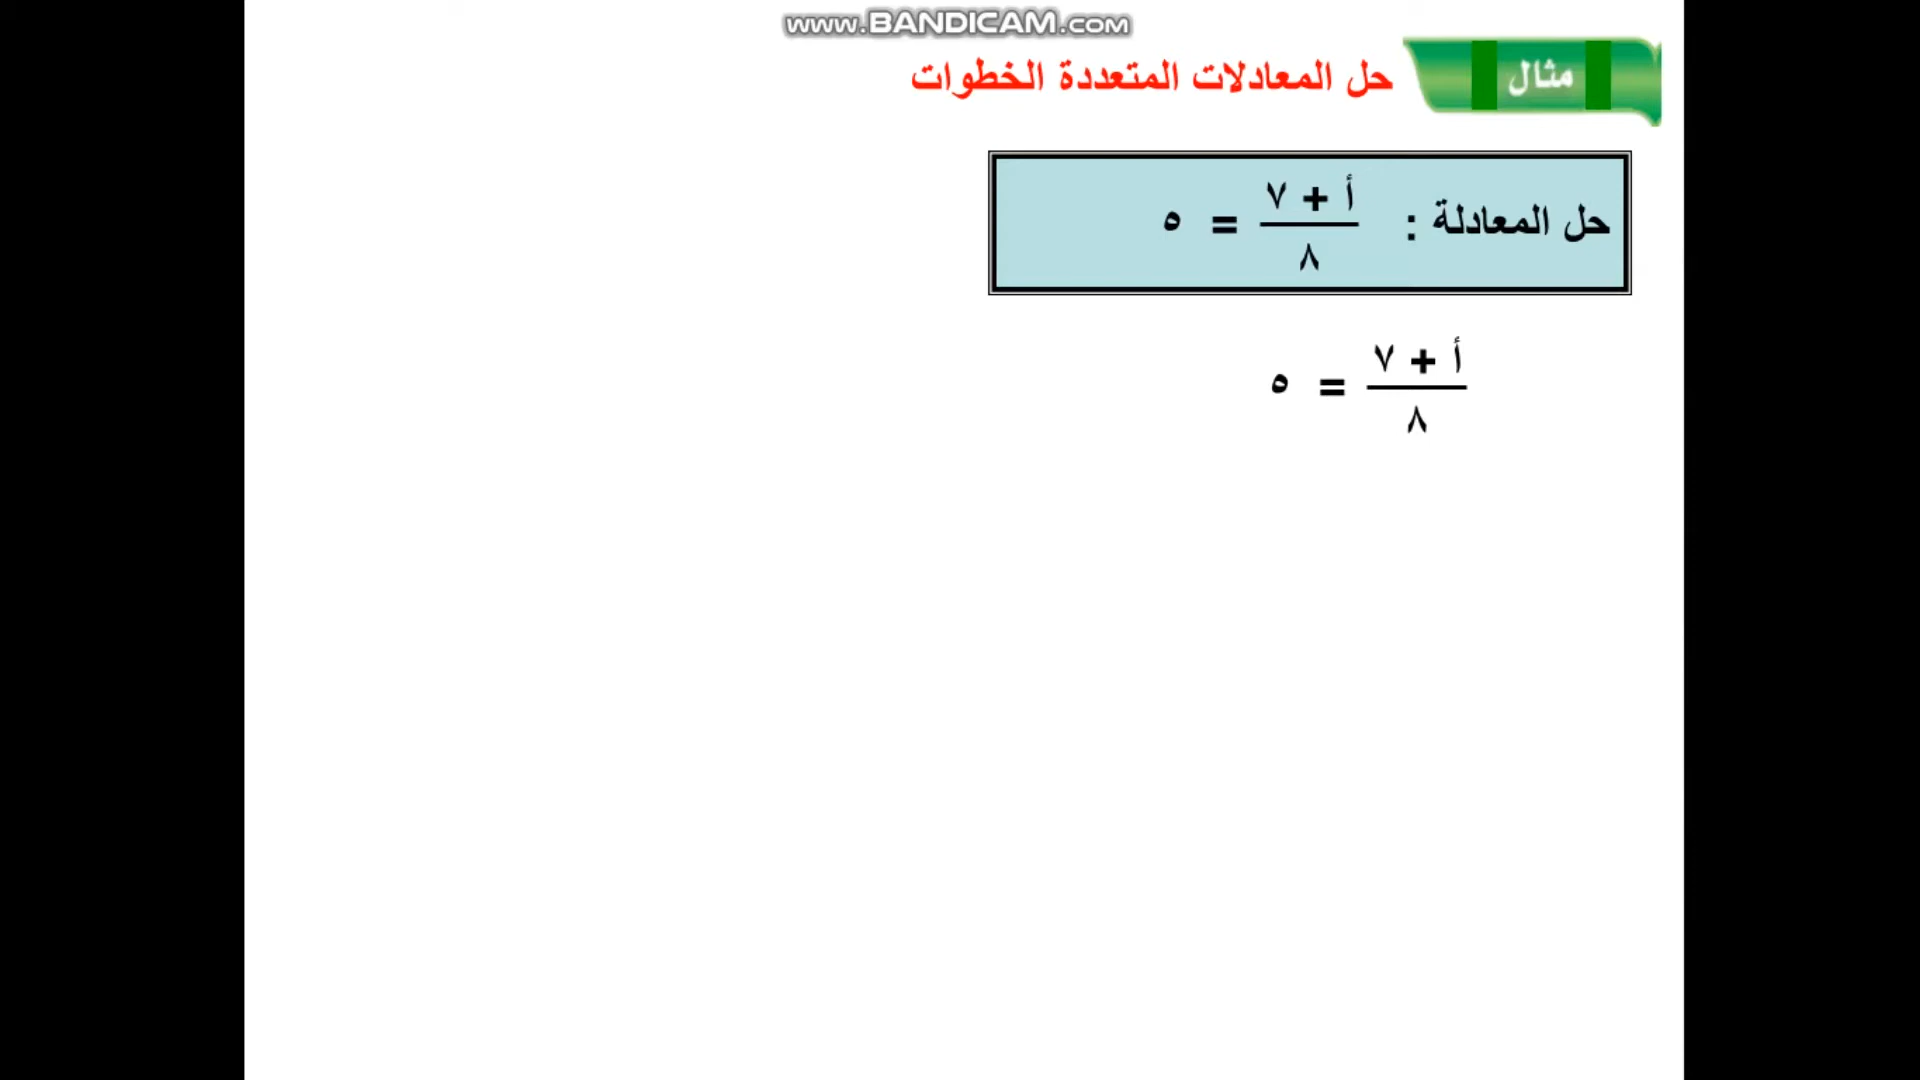 www.BANDICAM.com
مثال
حل المعادلات المتعددة الخطوات
حل المعادلة : أ + ٧ / ٨ = ٥
أ + ٧ / ٨ = ٥